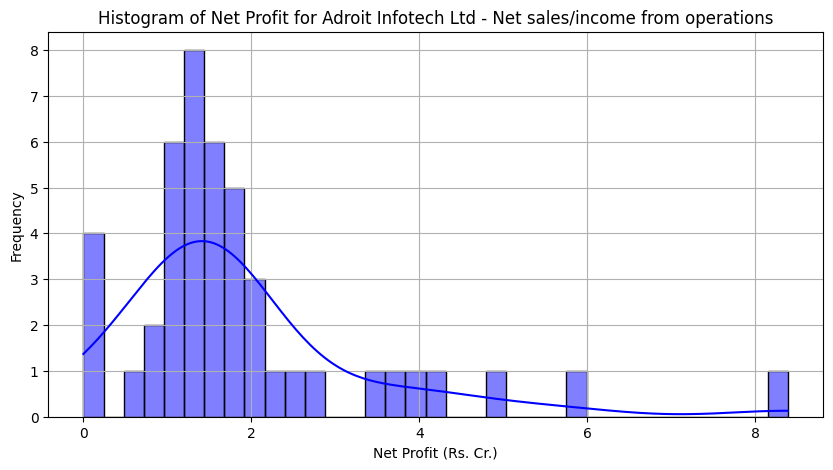 Histogram of Net Profit for Adroit Infotech Ltd - Net sales/income from operations
8
7
6
5
4
3
2
1
0
Frequency
0 2 4 6 8
Net Profit (Rs. Cr.)